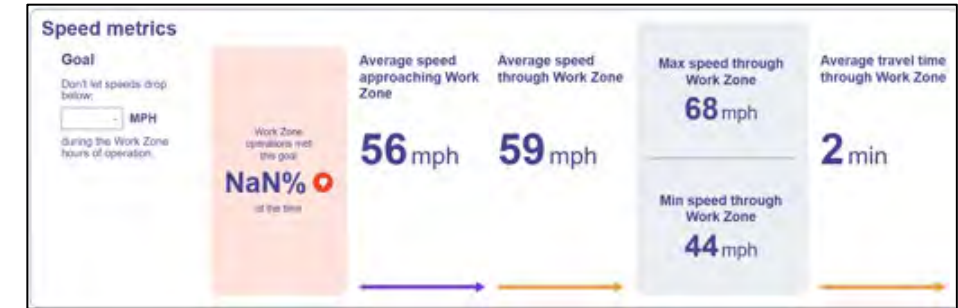 Speed metrics
Goal
Don't let speeds drop
below:
- MPH
during the Work Zone
hours of operation.
Work Zone
operations met
this goal
NaN%
of the time
Average speed
approaching Work
Zone
56 mph
Average speed
through Work Zone
59 mph
Max speed through
Work Zone
68 mph
Min speed through
Work Zone
44 mph
Average travel time
through Work Zone
2 min